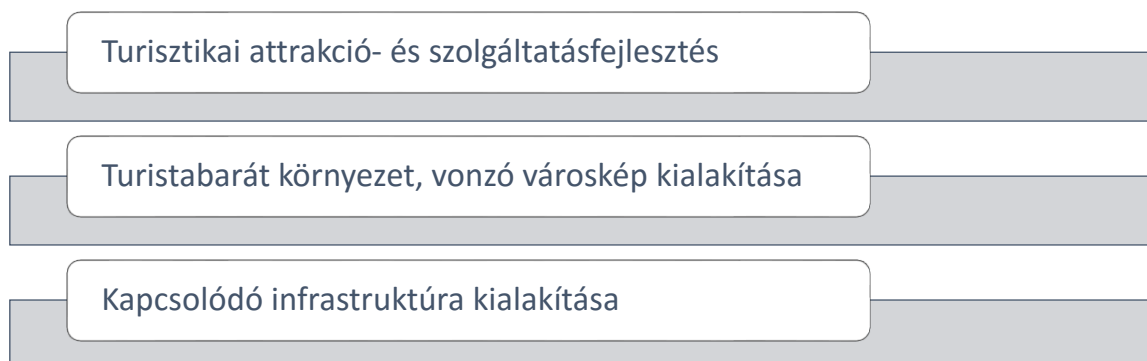 Turisztikai attrakció- és szolgáltatásfejlesztés
Turistabarát környezet, vonzó városkép kialakítása
Kapcsolódó infrastruktúra kialakítása